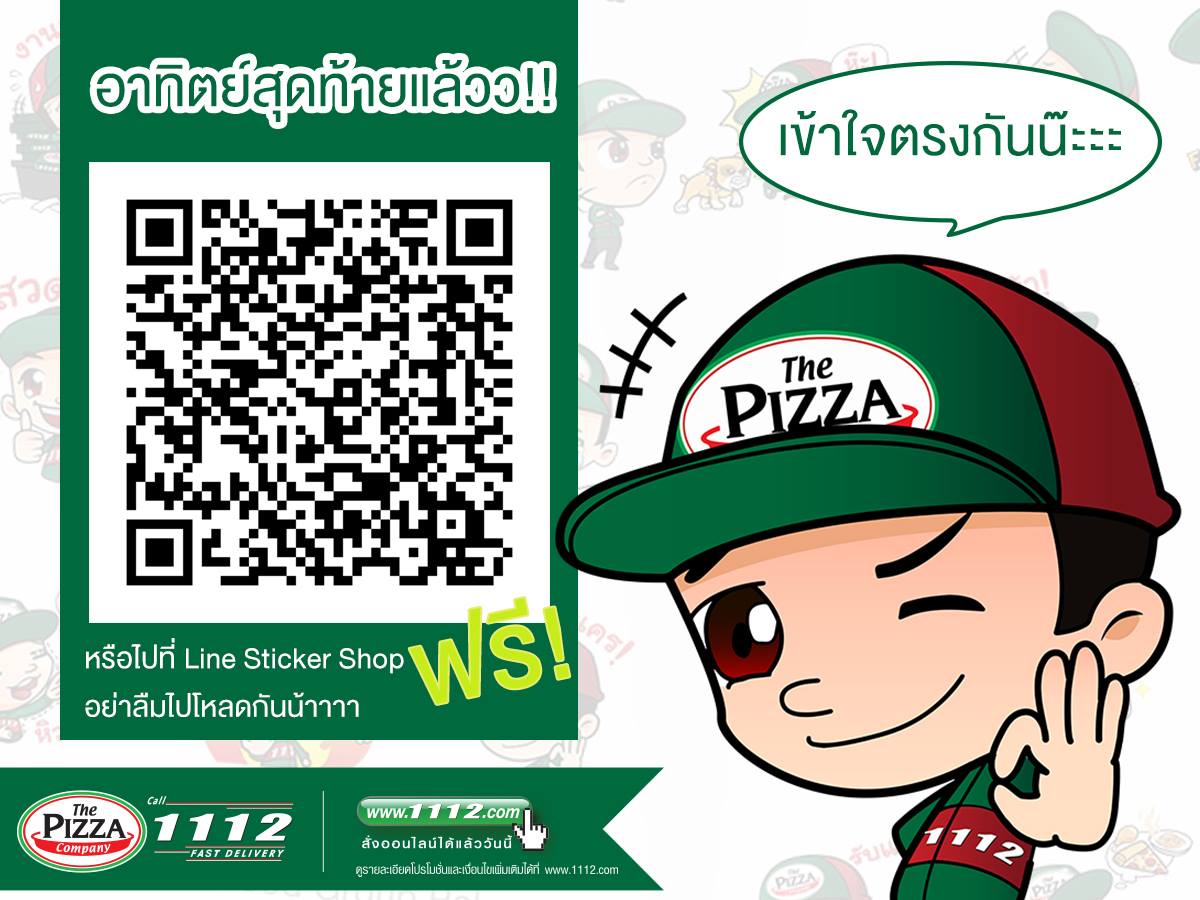 อาทิตย์สุดท้ายแล้วว!!
เข้าใจตรงกันน๊ะะะะ
The
PIZZA
หรือไปที่ Line Sticker Shop
ฟรี!
อย่าลืมไปโหลดกันน้าาาา
The
PIZZA
Company
Call
1112
FAST DELIVERY
www.1112.com
สั่งออนไลน์ได้แล้ววันนี้
ดูรายละเอียดโปรโมชั่นและเงื่อนไขเพิ่มเติมได้ที่ www.1112.com
1112